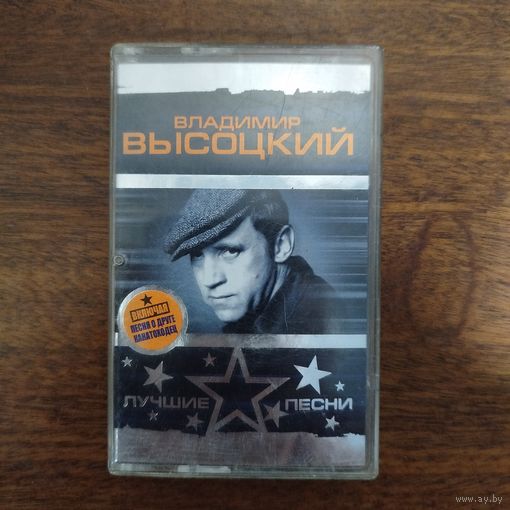 ВЛАДИМИР
ВЫСОЦКИЙ
ВКЛЮЧАЯ
ПЕСНЯ О ДРУГЕ
КАНАТОХОДЕЦ
ЛУЧШИЕ ПЕСНИ
www.ay.by